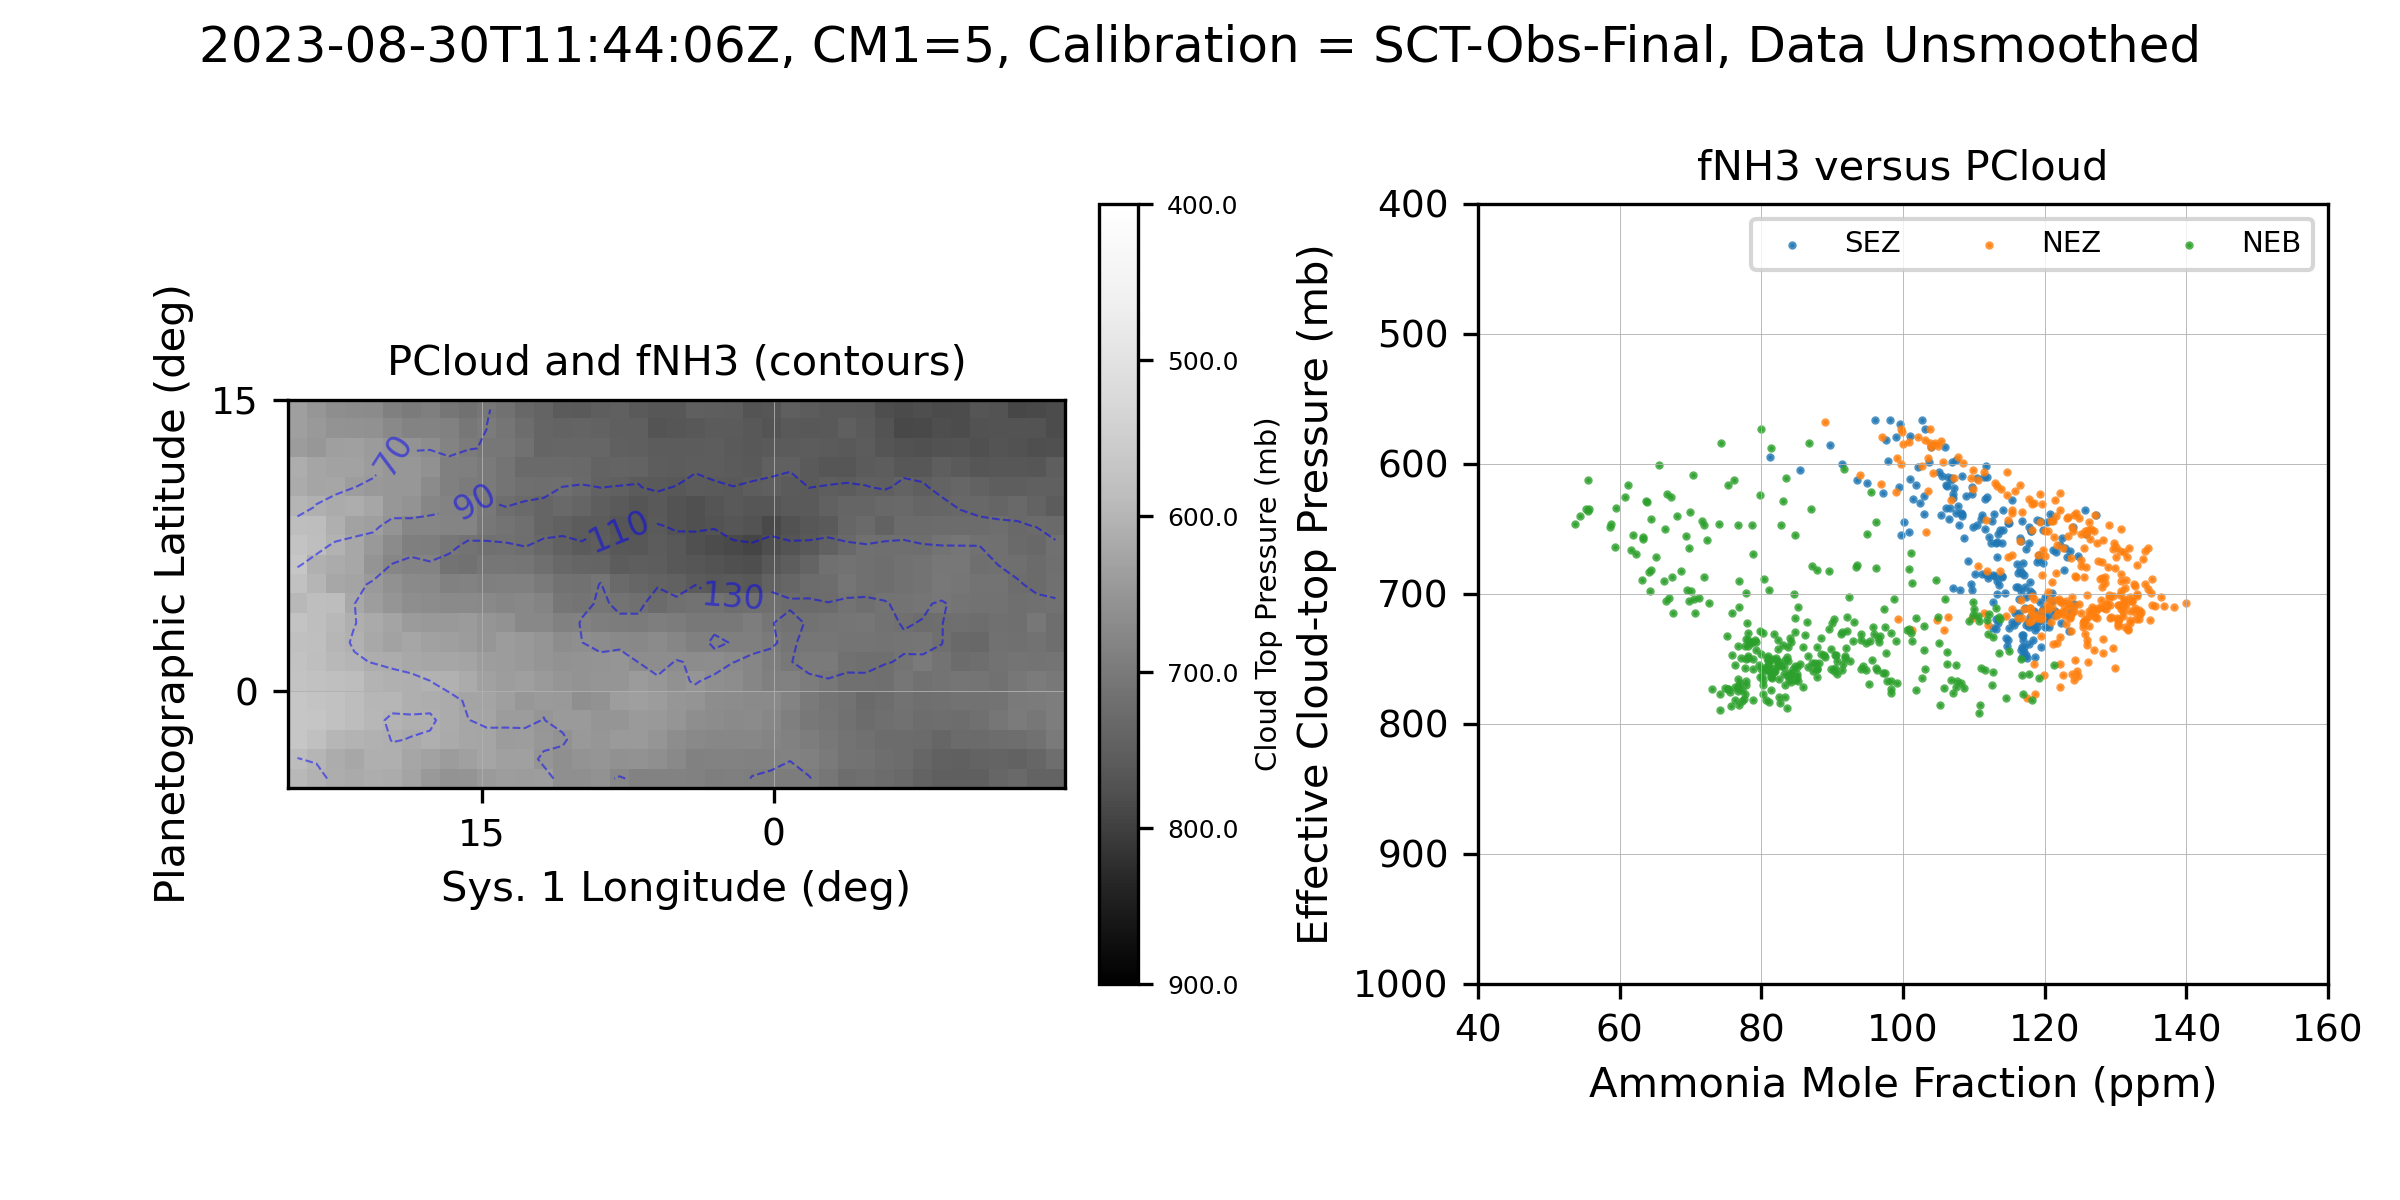 2023-08-30T11:44:06Z, CM1=5, Calibration = SCT-Obs-Final, Data Unsmoothed
PCloud and fNH3 (contours)
Planetographic Latitude (deg)
15
0
70
90
110
130
15
0
Sys. 1 Longitude (deg)
400.0
500.0
600.0
700.0
800.0
900.0
Cloud Top Pressure (mb)
fNH3 versus PCloud
Effective Cloud-top Pressure (mb)
400
500
600
700
800
900
1000
SEZ NEZ NEB
40 60 80 100 120 140 160
Ammonia Mole Fraction (ppm)